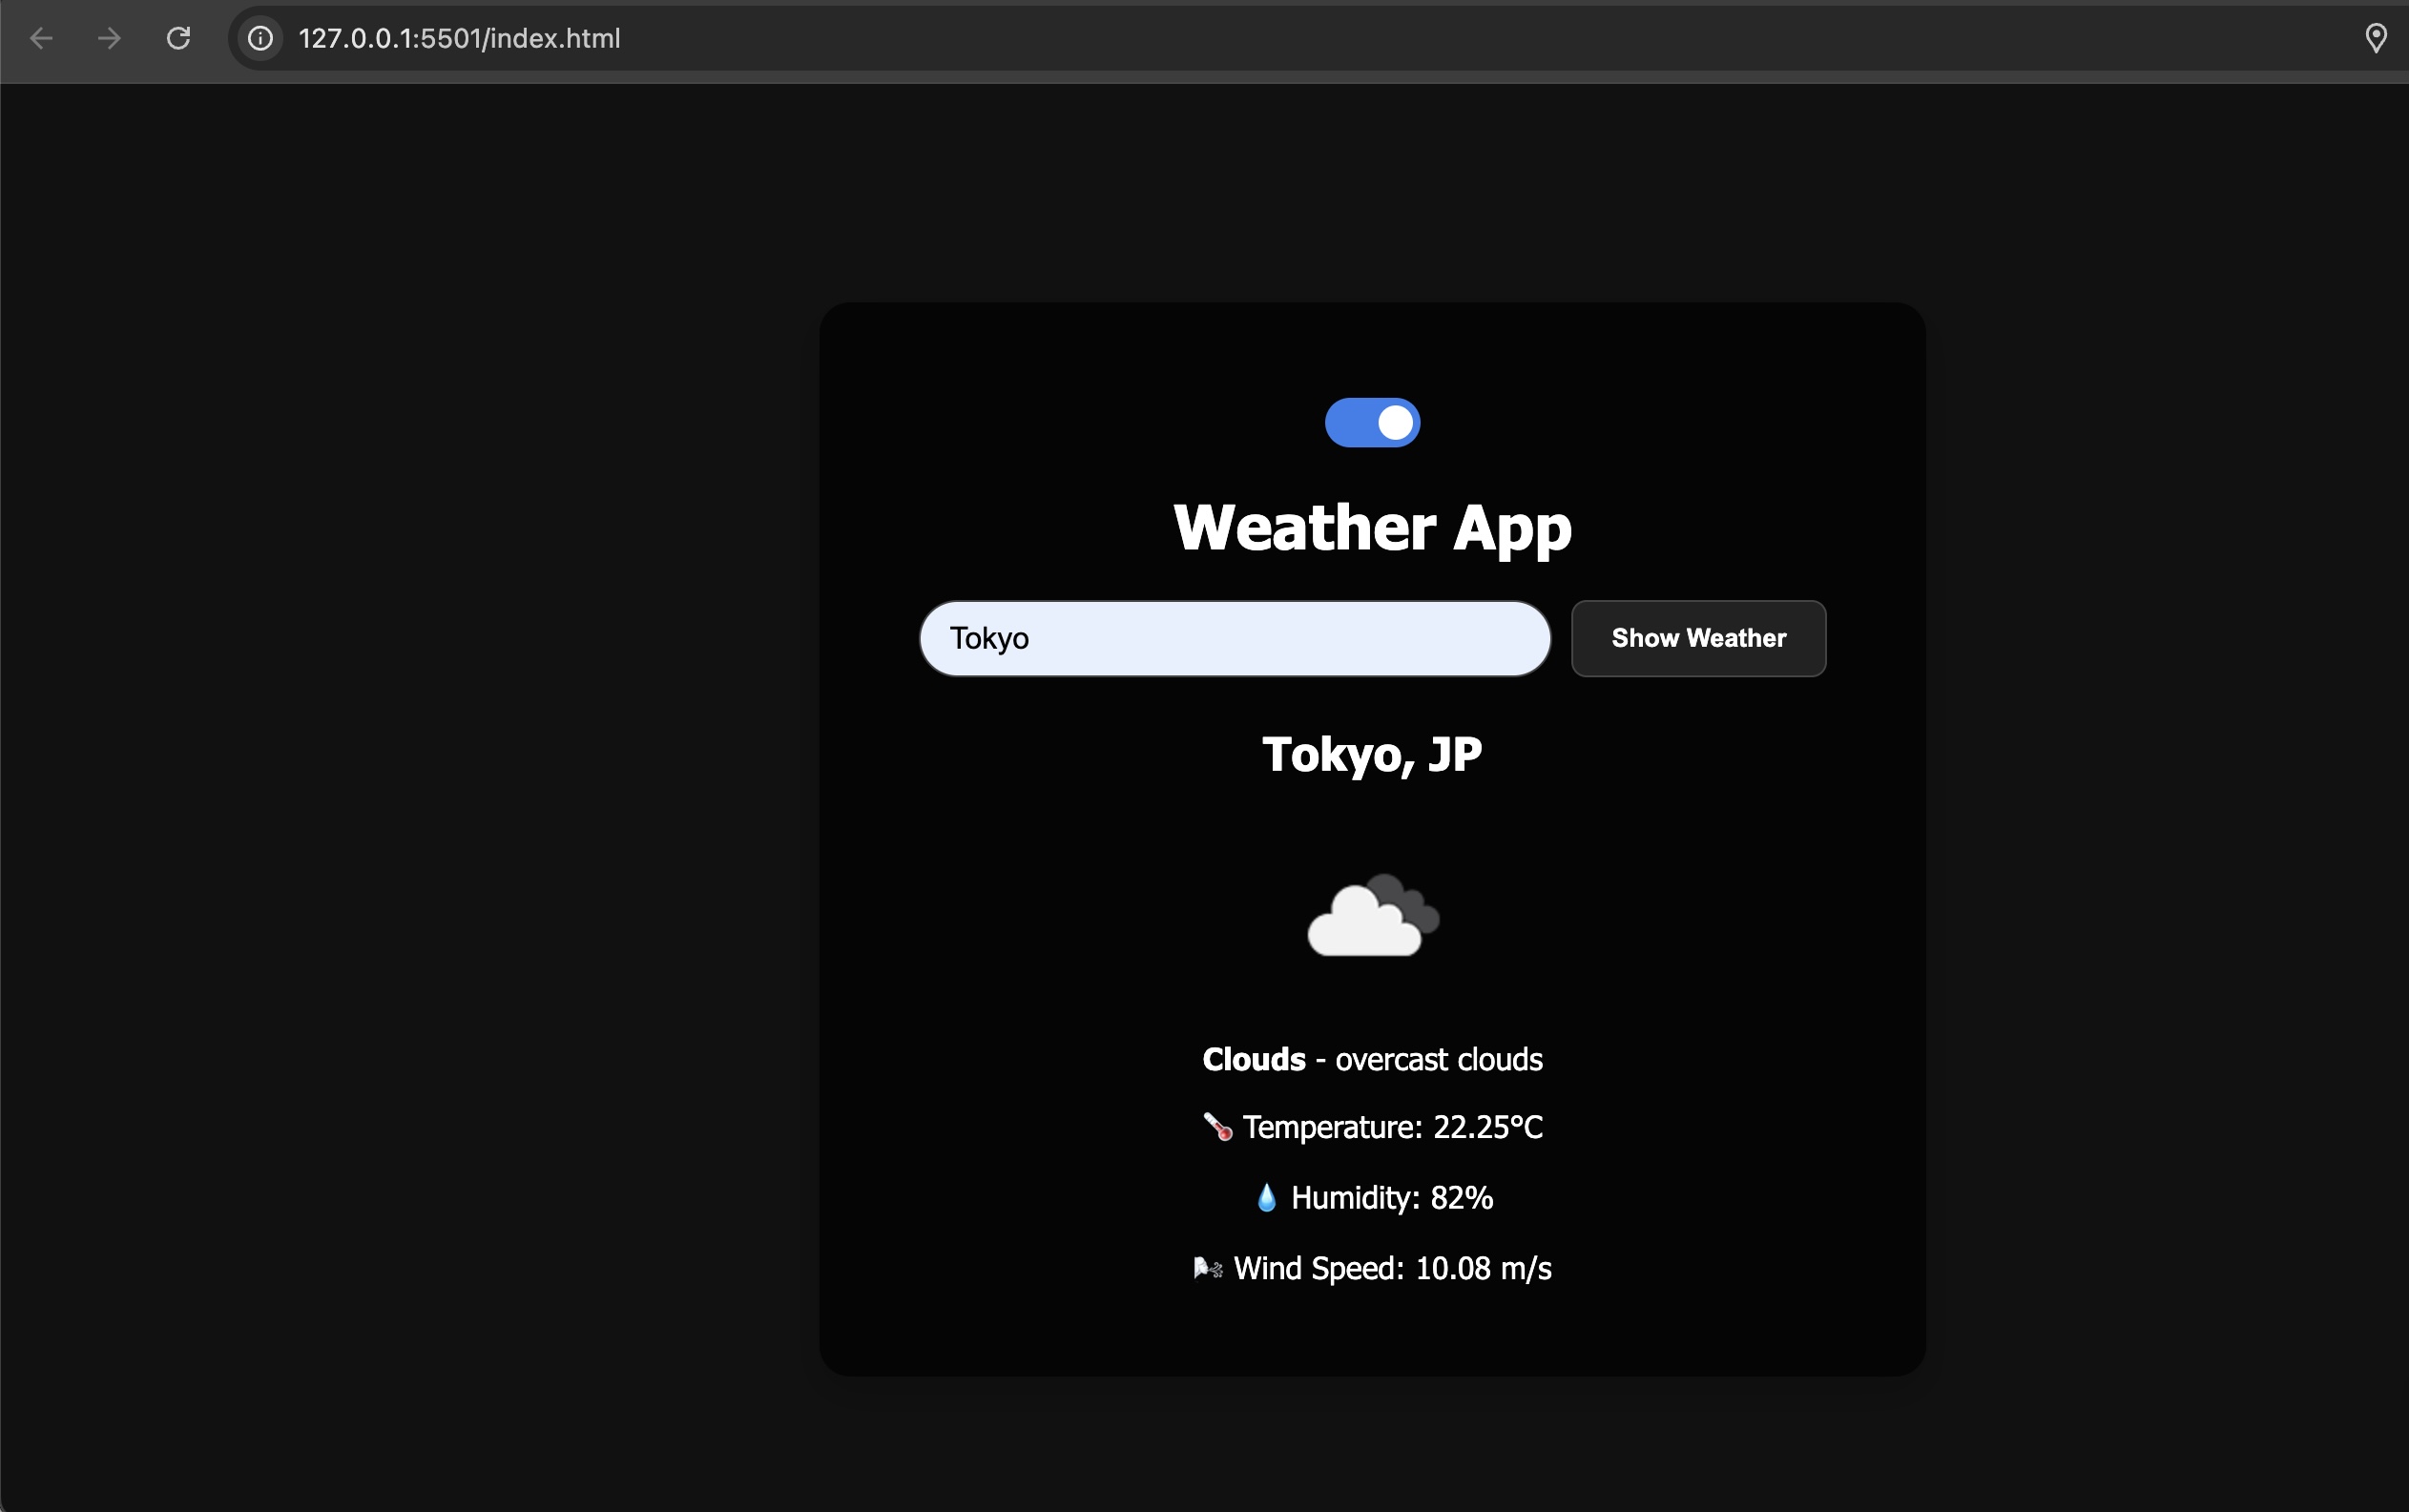 127.0.0.1:5501/index.html
Weather App
Tokyo
Show Weather
Tokyo, JP
Clouds - overcast clouds
🌡️ Temperature: 22.25°C
💧 Humidity: 82%
🌬️ Wind Speed: 10.08 m/s